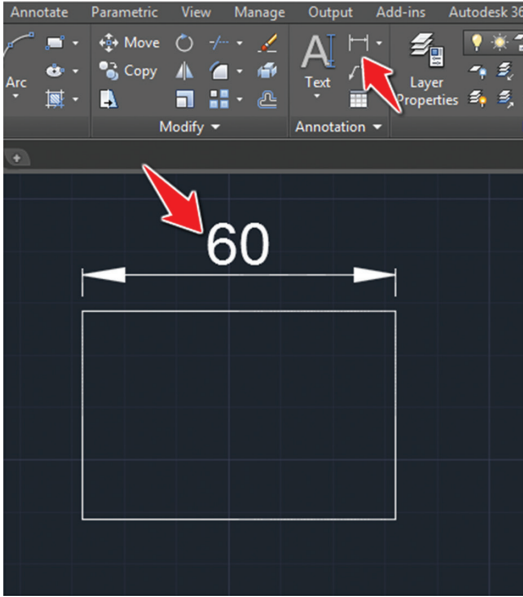 Annotate Parametric View Manage Output Add-ins Autodesk 36
Move
Copy
Arc
Text
Layer
Properties
Modify
Annotation
60